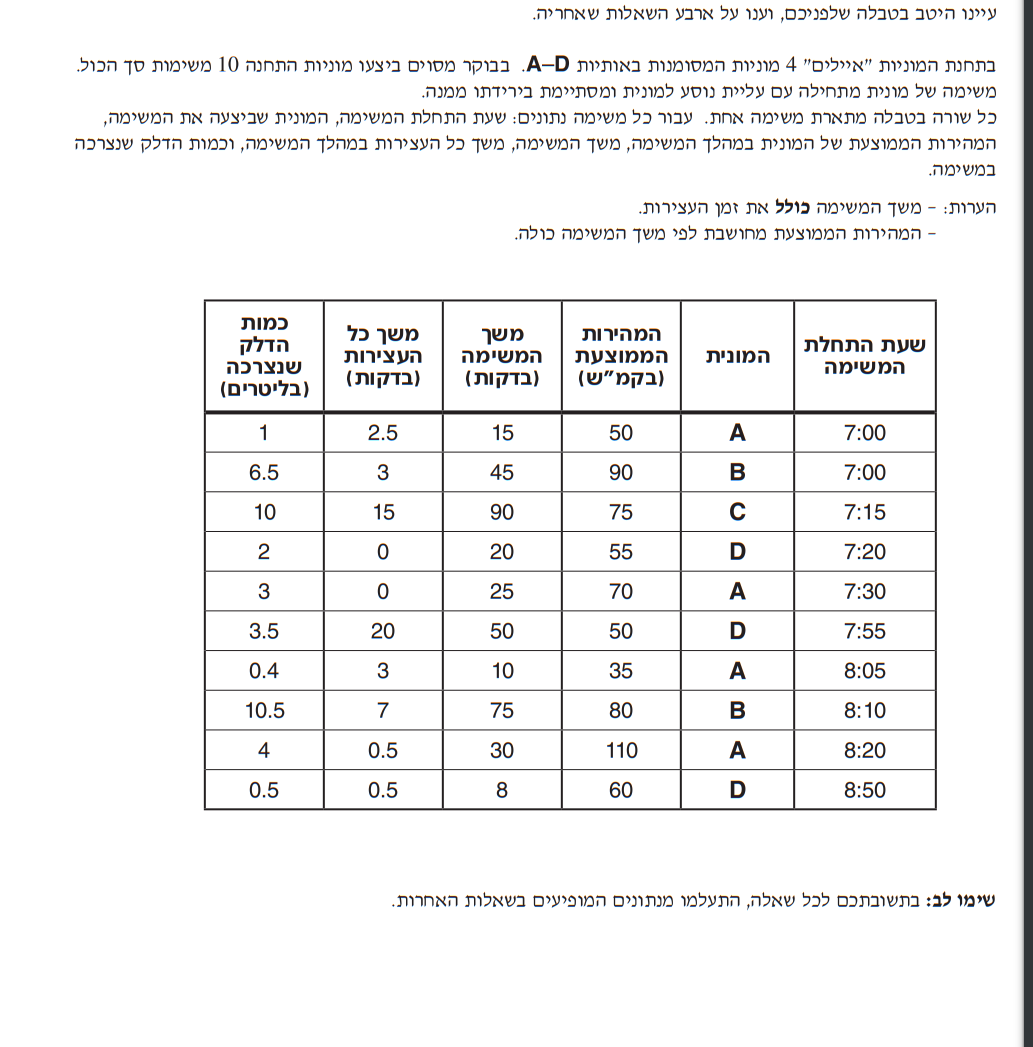 עיינו היטב בטבלה שלפניכם, וענו על ארבע השאלות שאחריה.
בתחנת המוניות "איילים" 4 מוניות המסומנות באותיות A–D. בבוקר מסוים ביצעו מוניות התחנה 10 משימות סך הכול.
משימה של מונית מתחילה עם עליית נוסע למונית ומסתיימת בירידתו ממנה.
כל שורה בטבלה מתארת משימה אחת. עבור כל משימה נתונים: שעת התחלת המשימה, המונית שביצעה את המשימה,
המהירות הממוצעת של המונית במהלך המשימה, משך המשימה, משך כל העצירות במהלך המשימה, וכמות הדלק שנצרכה
במשימה.
הערות: – משך המשימה כולל את זמן העצירות.
– המהירות הממוצעת מחושבת לפי משך המשימה כולה.
שעת התחלת המשימה | המונית | המהירות הממוצעת (בקמ"ש) | משך המשימה (בדקות) | משך כל העצירות (בדקות) | כמות הדלק שנצרכה (בליטרים)
7:00 | A | 50 | 15 | 2.5 | 1
7:00 | B | 90 | 45 | 3 | 6.5
7:15 | C | 75 | 90 | 15 | 10
7:20 | D | 55 | 20 | 0 | 2
7:30 | A | 70 | 25 | 0 | 3
7:55 | D | 50 | 50 | 20 | 3.5
8:05 | A | 35 | 10 | 3 | 0.4
8:10 | B | 80 | 75 | 7 | 10.5
8:20 | A | 110 | 30 | 0.5 | 4
8:50 | D | 60 | 8 | 0.5 | 0.5
שימו לב: בתשובתכם לכל שאלה, התעלמו מנתונים המופיעים בשאלות האחרות.